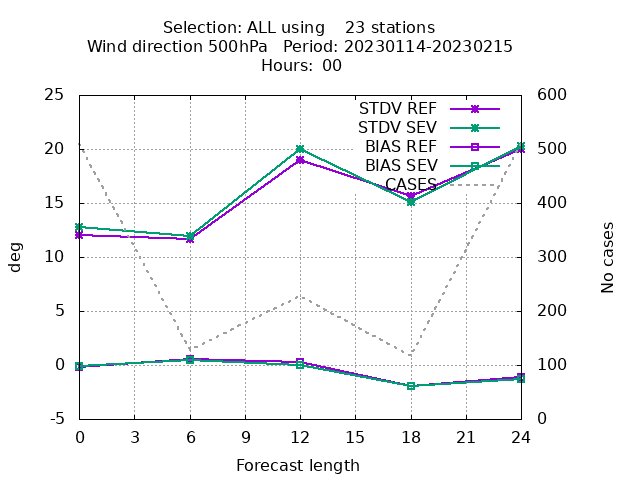 Selection: ALL using    23 stations
Wind direction 500hPa   Period: 20230114-20230215
Hours: 00
25
20
15
10
5
0
-5
600
500
400
300
200
100
0
STDV REF
STDV SEV
BIAS REF
BIAS SEV
CASES
deg
No cases
0 3 6 9 12 15 18 21 24
Forecast length